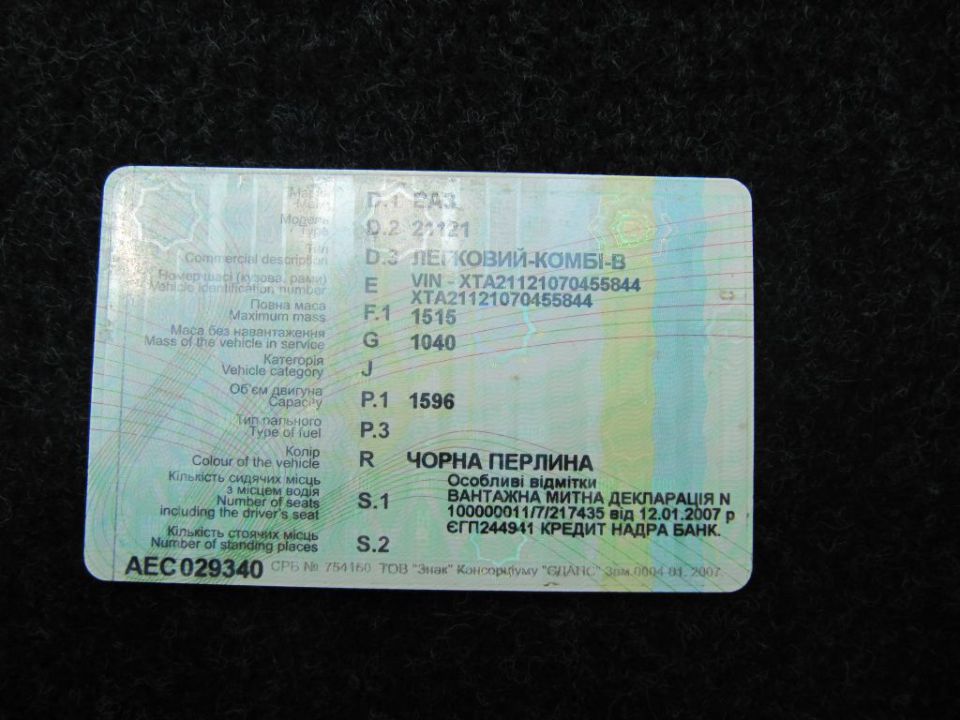 Марка D.1 ВАЗ
Make
Модель D.2 21121
Type
Тип D.3 ЛЕГКОВИЙ-КОМБІ-В
Commercial description
Номер шасі (кузова, рами) E VIN - XTA21121070455844
Vehicle identification number XTA21121070455844
Повна маса F.1 1515
Maximum mass
Маса без навантаження G 1040
Mass of the vehicle in service
Категорія J
Vehicle category
Об'єм двигуна P.1 1596
Capacity
Тип пального P.3
Type of fuel
Колір R ЧОРНА ПЕРЛИНА
Colour of the vehicle
Кількість сидячих місць S.1 Особливі відмітки
з місцем водія ВАНТАЖНА МИТНА ДЕКЛАРАЦІЯ N
Number of seats 100000011/7/217435 від 12.01.2007 р
including the driver's seat ЄГП244941 КРЕДИТ НАДРА БАНК.
Кількість стоячих місць S.2
Number of standing places
AEC029340 СРБ № 754160 ТОВ "Знак" Консорціуму "ЄДАПС" Зам.0004-01. 2007